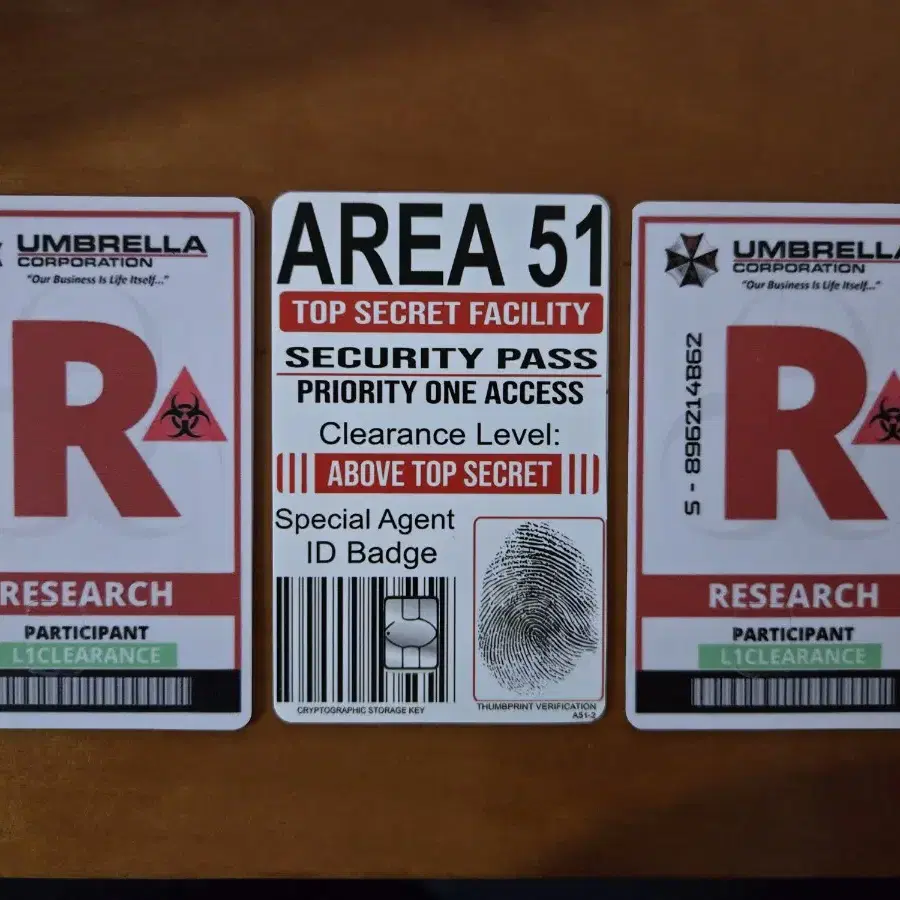 UMBRELLA
CORPORATION
"Our Business Is Life Itself..."
R
RESEARCH
PARTICIPANT
L1CLEARANCE
AREA 51
TOP SECRET FACILITY
SECURITY PASS
PRIORITY ONE ACCESS
Clearance Level:
ABOVE TOP SECRET
Special Agent
ID Badge
CRYPTOGRAPHIC STORAGE KEY
THUMBPRINT VERIFICATION
A51-2
UMBRELLA
CORPORATION
"Our Business Is Life Itself..."
S - 896214B62
R
RESEARCH
PARTICIPANT
L1CLEARANCE